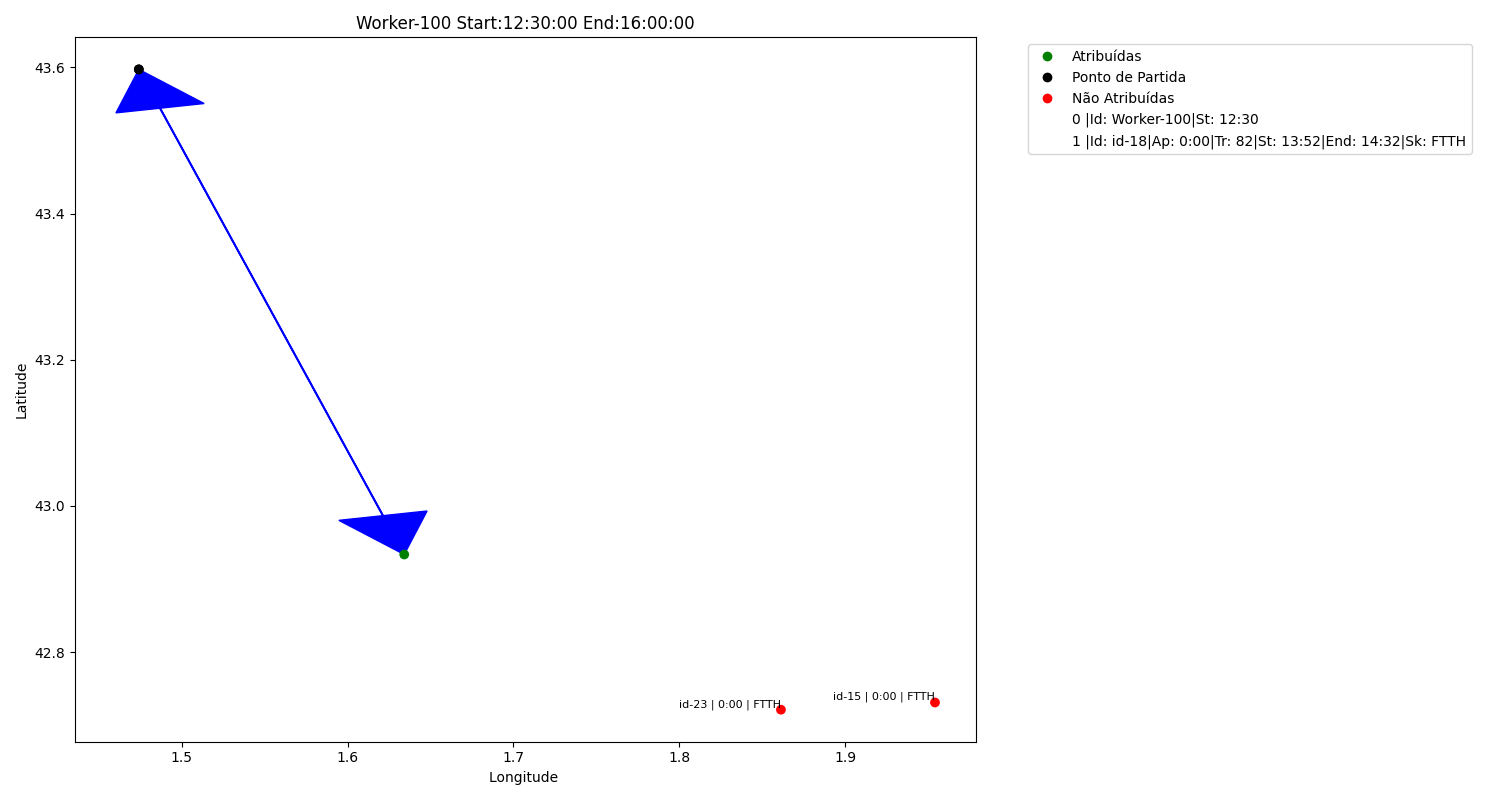 Worker-100 Start:12:30:00 End:16:00:00
Atribuídas
Ponto de Partida
Não Atribuídas
0 |Id: Worker-100|St: 12:30
1 |Id: id-18|Ap: 0:00|Tr: 82|St: 13:52|End: 14:32|Sk: FTTH
43.6
43.4
43.2
43.0
42.8
Latitude
id-23 | 0:00 | FTTH
id-15 | 0:00 | FTTH
1.5
1.6
1.7
1.8
1.9
Longitude